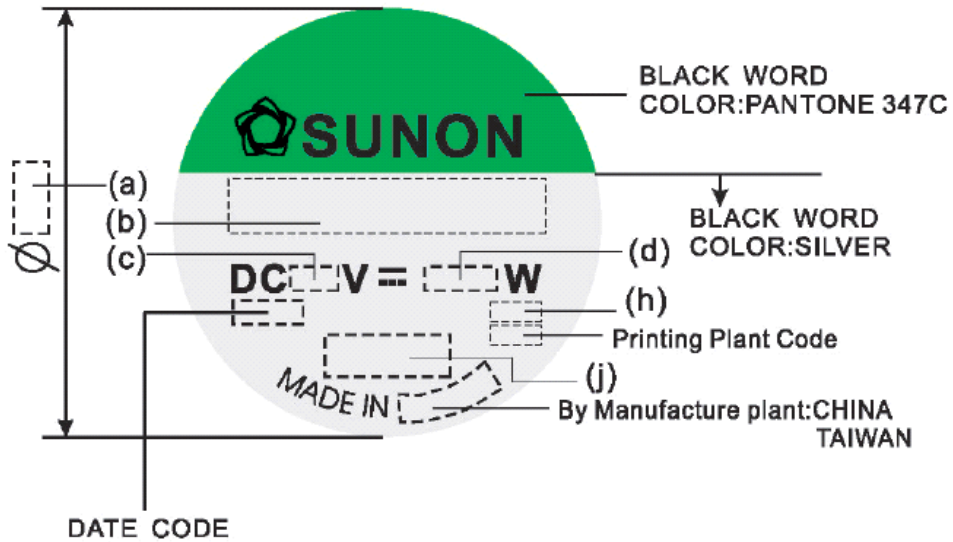 BLACK WORD
COLOR:PANTONE 347C
SUNON
(a)
(b)
BLACK WORD
COLOR:SILVER
Ø
(c)
(d)
DC V W
(h)
Printing Plant Code
(j)
MADE IN
By Manufacture plant:CHINA
TAIWAN
DATE CODE